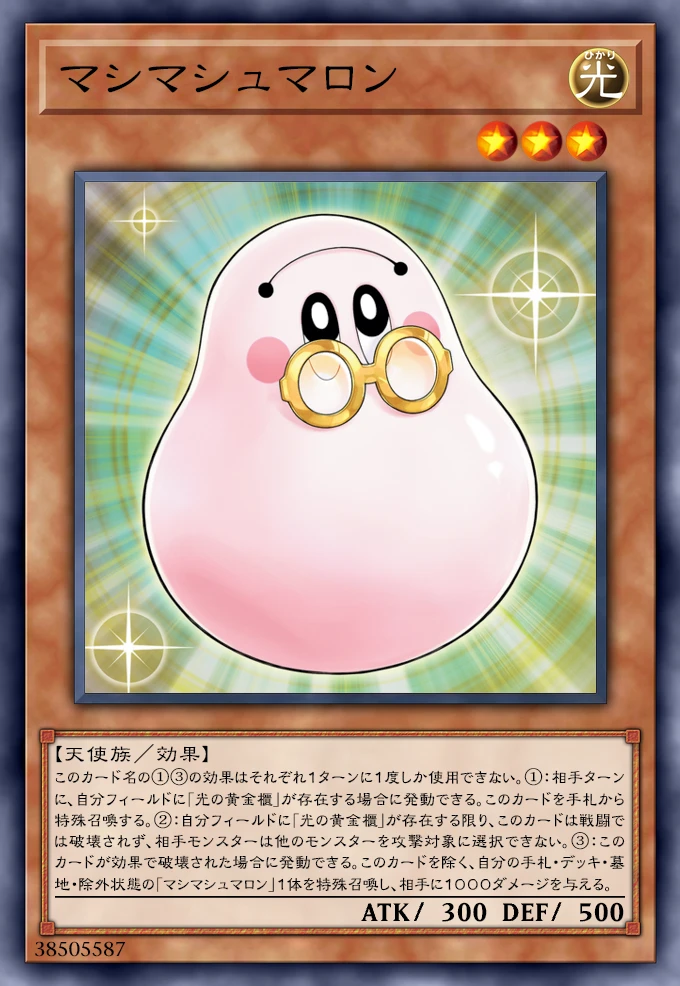 マシマシュマロン
ひかり
光
【天使族／効果】
このカード名の①③の効果はそれぞれ1ターンに1度しか使用できない。①：相手ターン
に、自分フィールドに「光の黄金櫃」が存在する場合に発動できる。このカードを手札から
特殊召喚する。②：自分フィールドに「光の黄金櫃」が存在する限り、このカードは戦闘で
は破壊されず、相手モンスターは他のモンスターを攻撃対象に選択できない。③：この
カードが効果で破壊された場合に発動できる。このカードを除く、自分の手札・デッキ・墓
地・除外状態の「マシマシュマロン」1体を特殊召喚し、相手に1000ダメージを与える。
ATK/ 300 DEF/ 500
38505587